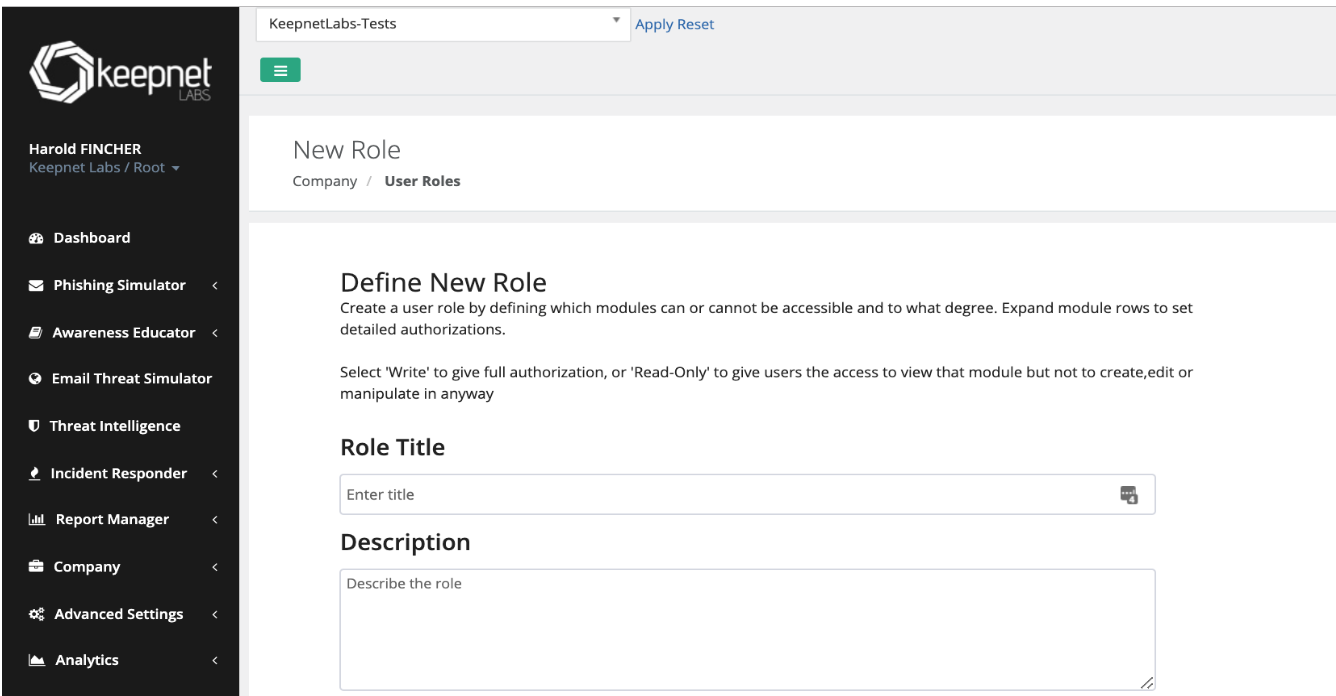 KeepnetLabs-Tests
Apply Reset
keepnet
LABS
Harold FINCHER
Keepnet Labs / Root
Dashboard
Phishing Simulator
Awareness Educator
Email Threat Simulator
Threat Intelligence
Incident Responder
Report Manager
Company
Advanced Settings
Analytics
New Role
Company / User Roles
Define New Role
Create a user role by defining which modules can or cannot be accessible and to what degree. Expand module rows to set
detailed authorizations.
Select 'Write' to give full authorization, or 'Read-Only' to give users the access to view that module but not to create,edit or
manipulate in anyway
Role Title
Enter title
4
Description
Describe the role